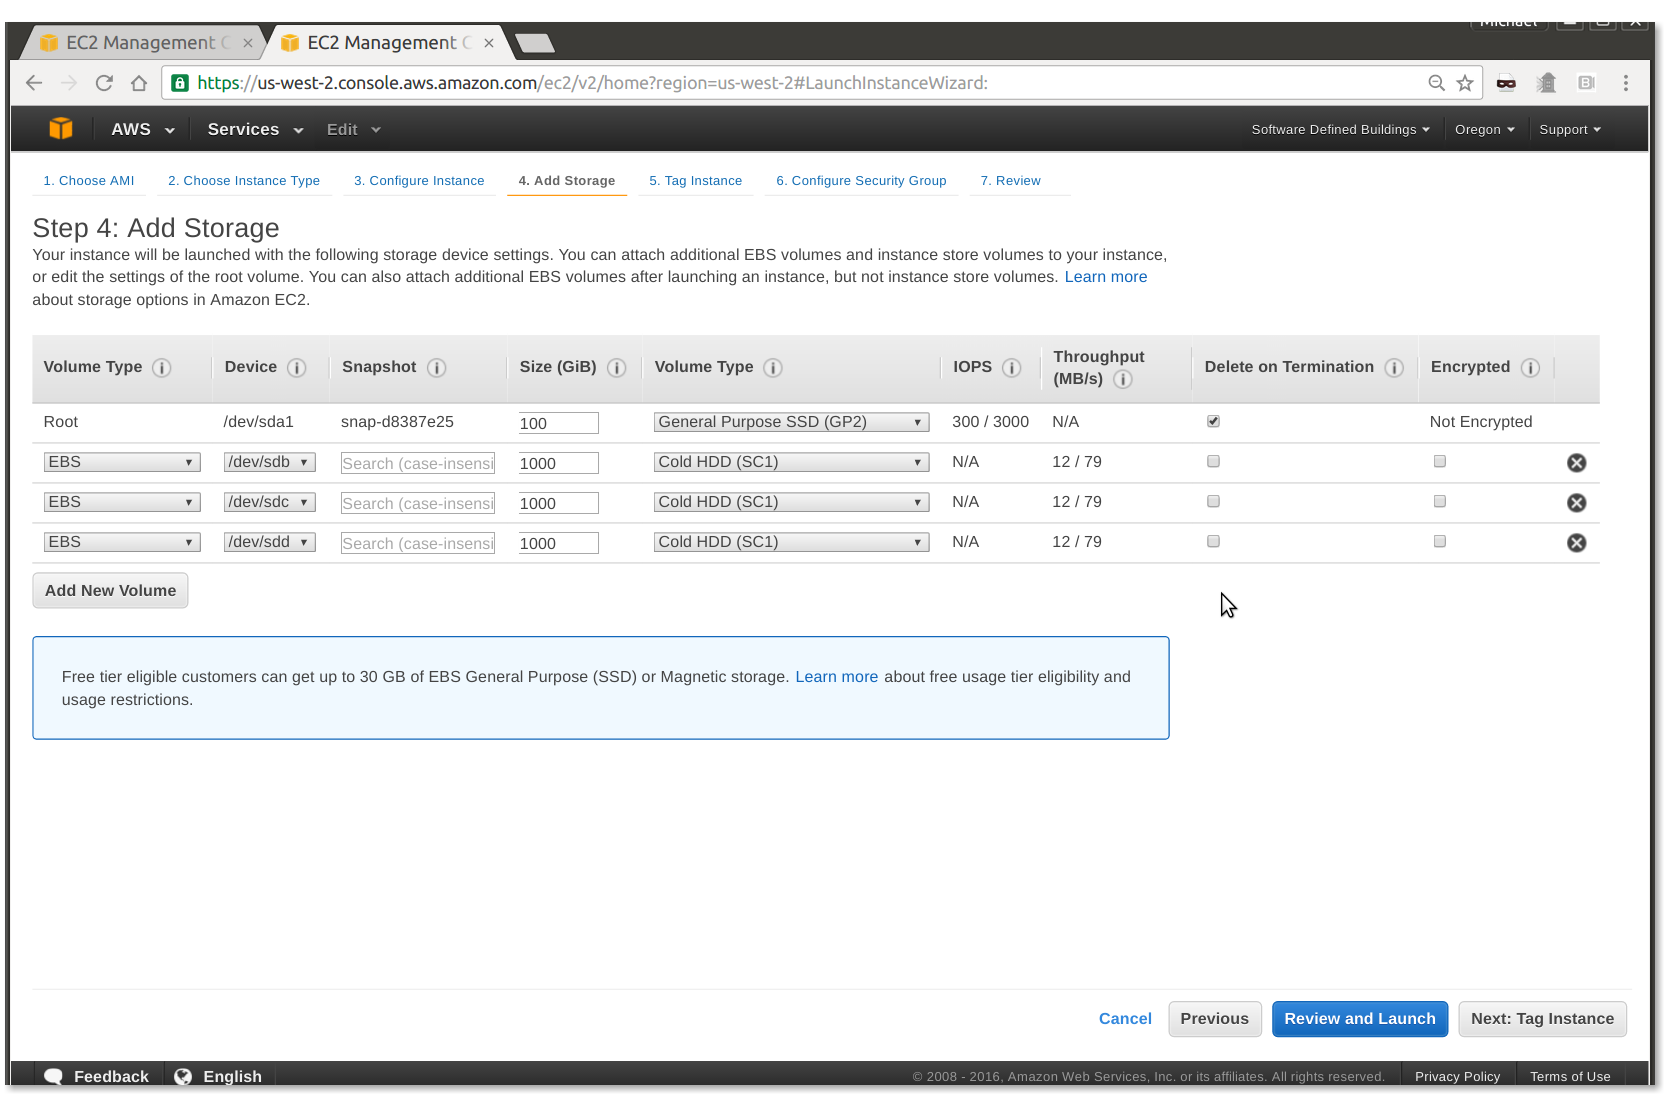 Michael
EC2 Management C
EC2 Management C
https://us-west-2.console.aws.amazon.com/ec2/v2/home?region=us-west-2#LaunchInstanceWizard:
AWS Services Edit Software Defined Buildings Oregon Support
1. Choose AMI 2. Choose Instance Type 3. Configure Instance 4. Add Storage 5. Tag Instance 6. Configure Security Group 7. Review
Step 4: Add Storage
Your instance will be launched with the following storage device settings. You can attach additional EBS volumes and instance store volumes to your instance,
or edit the settings of the root volume. You can also attach additional EBS volumes after launching an instance, but not instance store volumes. Learn more
about storage options in Amazon EC2.
Volume Type Device Snapshot Size (GiB) Volume Type IOPS Throughput (MB/s) Delete on Termination Encrypted
Root /dev/sda1 snap-d8387e25 100 General Purpose SSD (GP2) 300 / 3000 N/A Not Encrypted
EBS /dev/sdb Search (case-insensi 1000 Cold HDD (SC1) N/A 12 / 79
EBS /dev/sdc Search (case-insensi 1000 Cold HDD (SC1) N/A 12 / 79
EBS /dev/sdd Search (case-insensi 1000 Cold HDD (SC1) N/A 12 / 79
Add New Volume
Free tier eligible customers can get up to 30 GB of EBS General Purpose (SSD) or Magnetic storage. Learn more about free usage tier eligibility and
usage restrictions.
Cancel Previous Review and Launch Next: Tag Instance
Feedback English © 2008 - 2016, Amazon Web Services, Inc. or its affiliates. All rights reserved. Privacy Policy Terms of Use